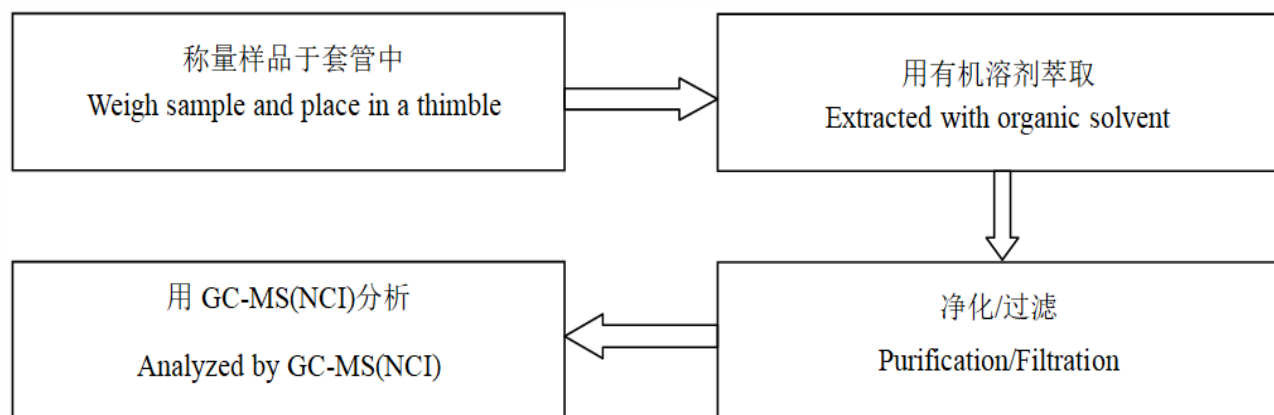 称量样品于套管中
Weigh sample and place in a thimble
用有机溶剂萃取
Extracted with organic solvent
净化/过滤
Purification/Filtration
用 GC-MS(NCI)分析
Analyzed by GC-MS(NCI)